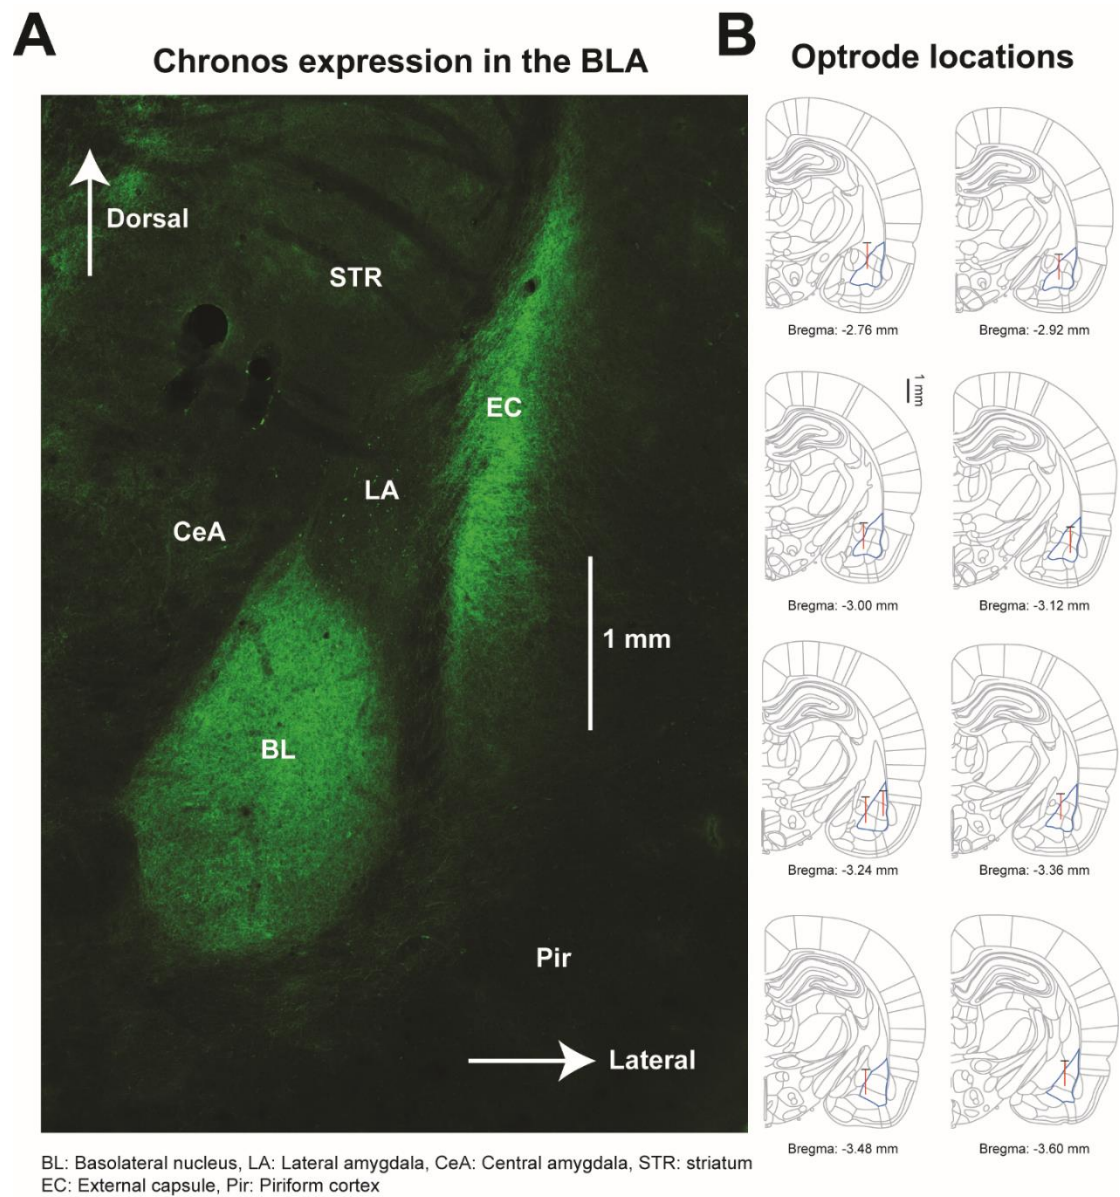 A
Chronos expression in the BLA
Dorsal
STR
EC
LA
CeA
1 mm
BL
Pir
Lateral
BL: Basolateral nucleus, LA: Lateral amygdala, CeA: Central amygdala, STR: striatum
EC: External capsule, Pir: Piriform cortex
B
Optrode locations
Bregma: -2.76 mm
Bregma: -2.92 mm
1 mm
Bregma: -3.00 mm
Bregma: -3.12 mm
Bregma: -3.24 mm
Bregma: -3.36 mm
Bregma: -3.48 mm
Bregma: -3.60 mm